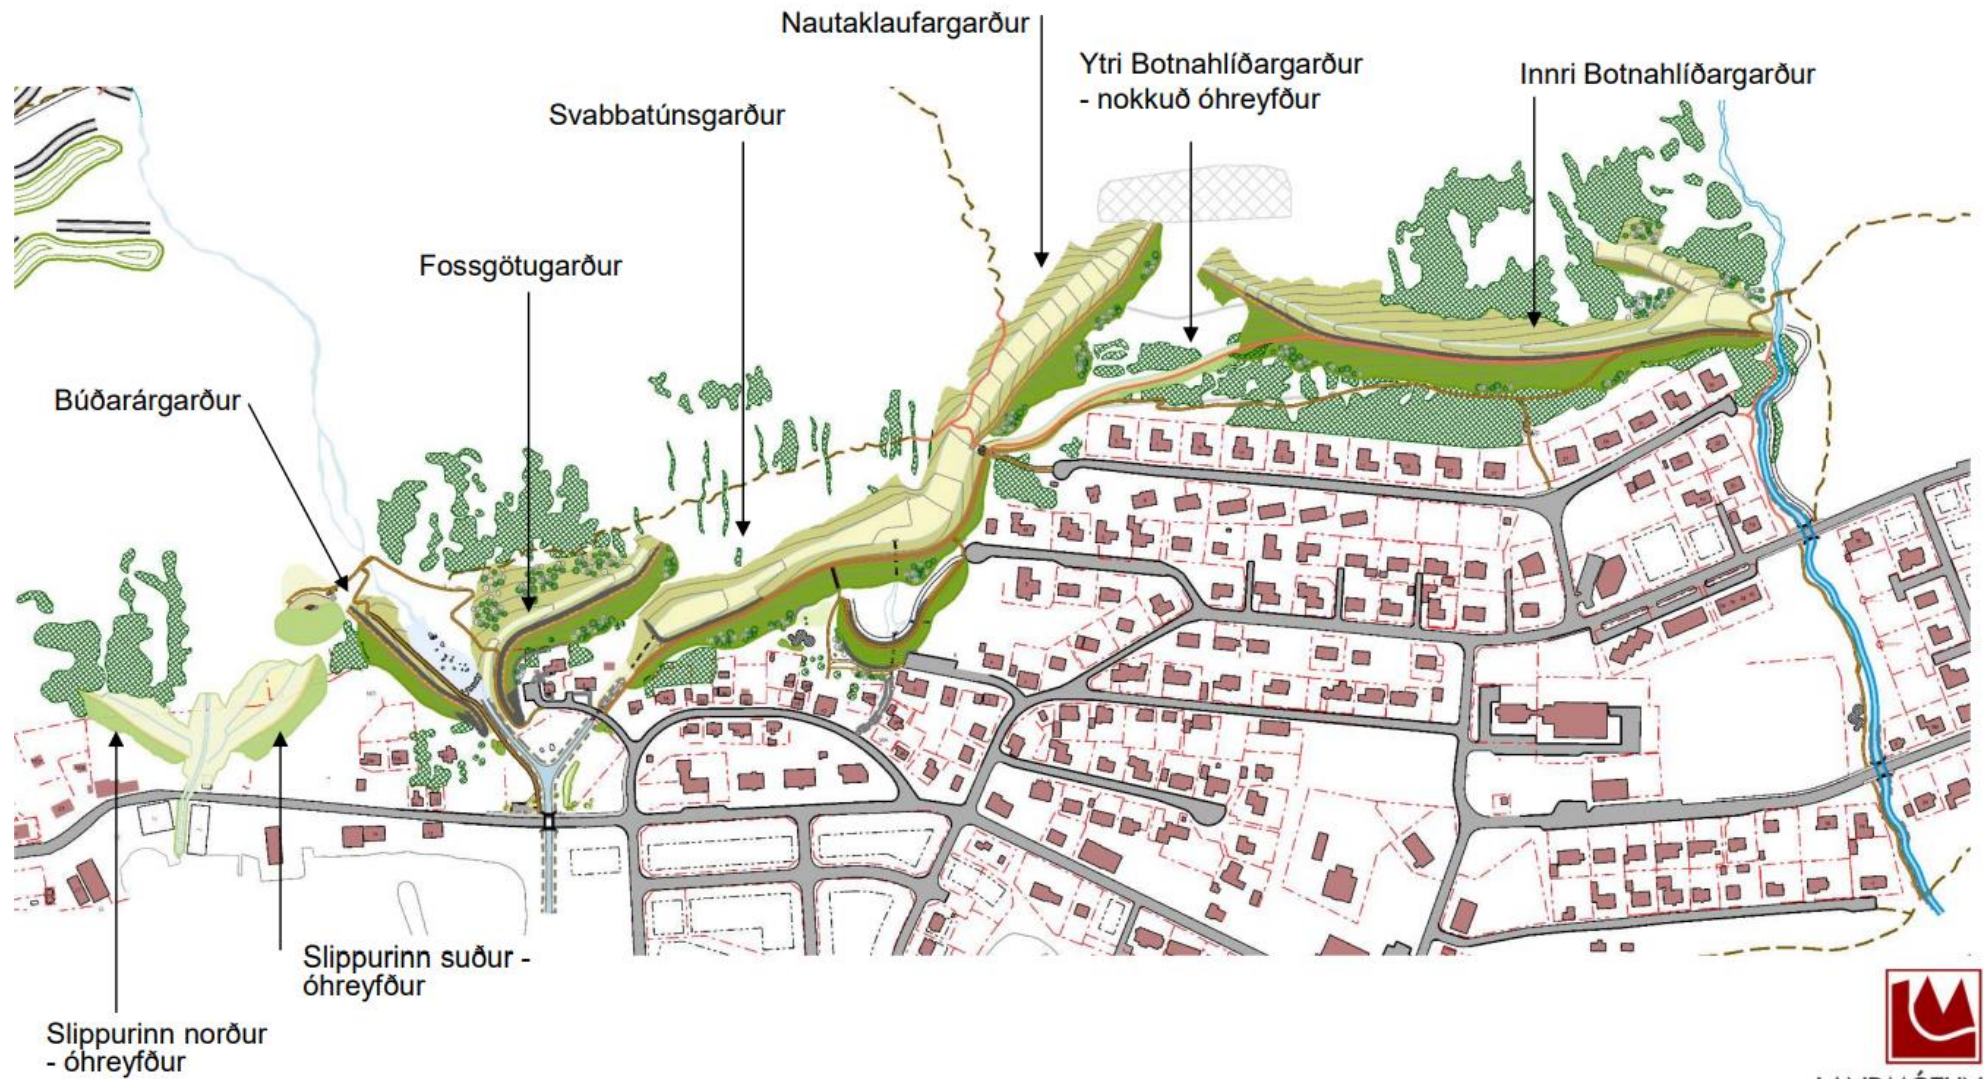 Nautaklaufargarður
Ytri Botnahlíðargarður
- nokkuð óhreyfður
Innri Botnahlíðargarður
Svabbatúnsgarður
Fossgötugarður
Búðarárgarður
Slippurinn suður -
óhreyfður
Slippurinn norður
- óhreyfður